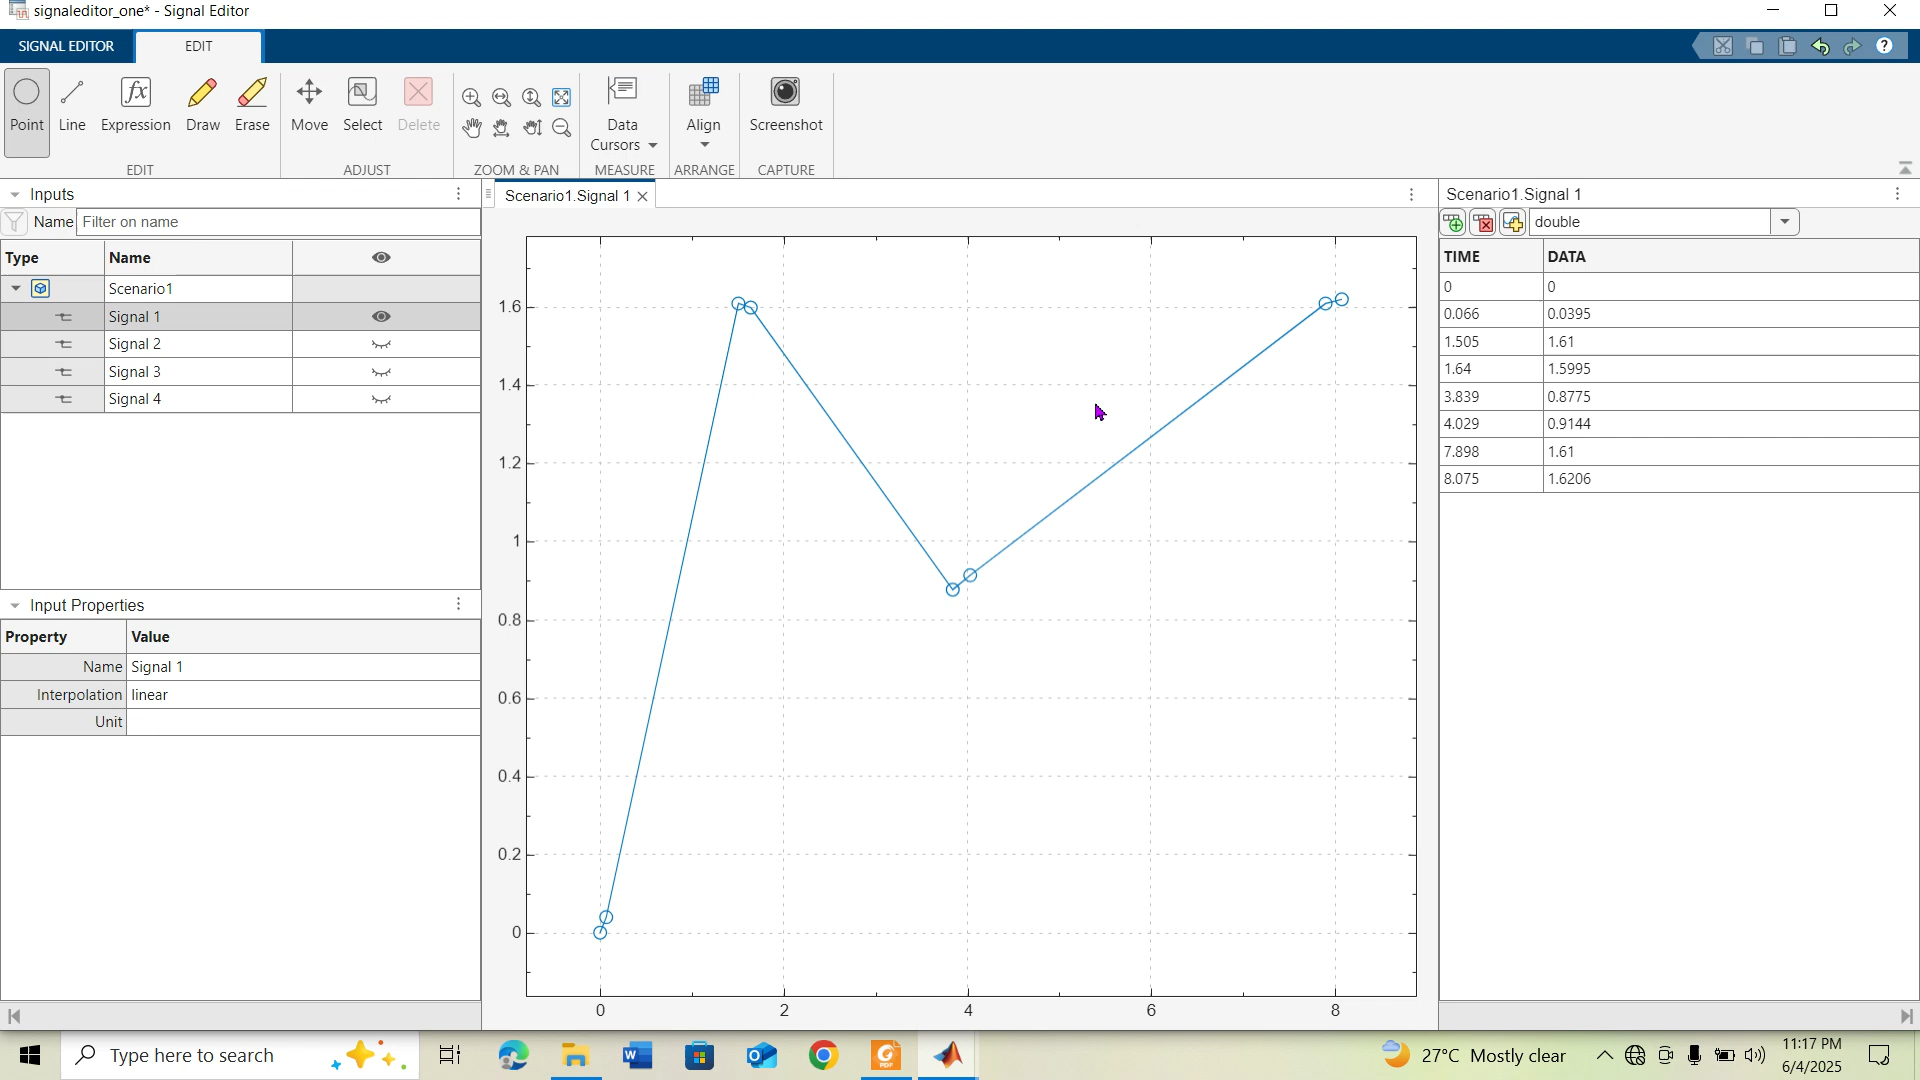 signaleditor_one* - Signal Editor
SIGNAL EDITOR
EDIT
Point
Line
Expression
Draw
Erase
Move
Select
Delete
Data
Cursors
Align
Screenshot
EDIT
ADJUST
ZOOM & PAN
MEASURE
ARRANGE
CAPTURE
Inputs
Name
Filter on name
Type
Name
Scenario1
Signal 1
Signal 2
Signal 3
Signal 4
Input Properties
Property
Value
Name
Signal 1
Interpolation
linear
Unit
Scenario1.Signal 1
1.6
1.4
1.2
1
0.8
0.6
0.4
0.2
0
0
2
4
6
8
Scenario1.Signal 1
double
TIME
DATA
0
0
0.066
0.0395
1.505
1.61
1.64
1.5995
3.839
0.8775
4.029
0.9144
7.898
1.61
8.075
1.6206
Type here to search
27°C Mostly clear
11:17 PM
6/4/2025